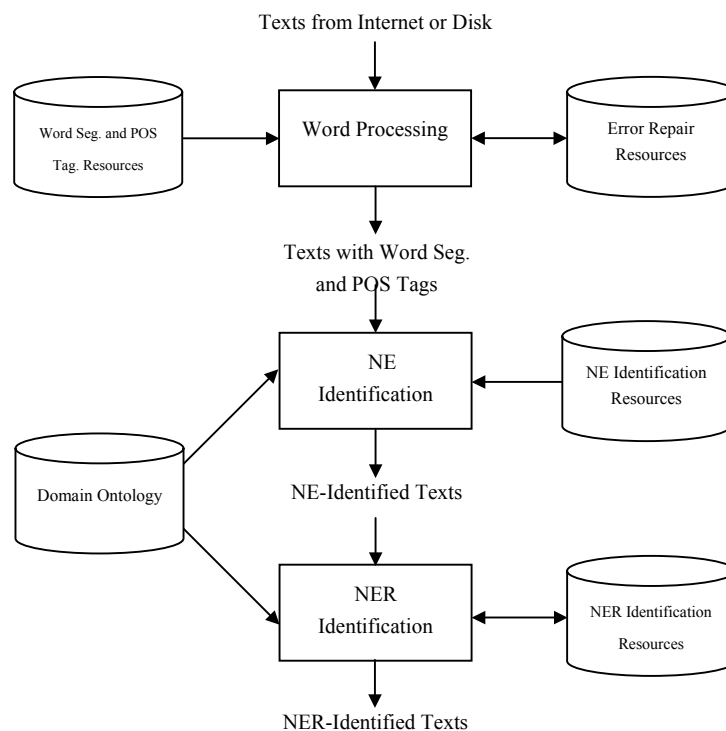 Texts from Internet or Disk
Word Seg. and POS
Tag. Resources
Word Processing
Error Repair
Resources
Texts with Word Seg.
and POS Tags
NE
Identification
NE Identification
Resources
Domain Ontology
NE-Identified Texts
NER
Identification
NER Identification
Resources
NER-Identified Texts